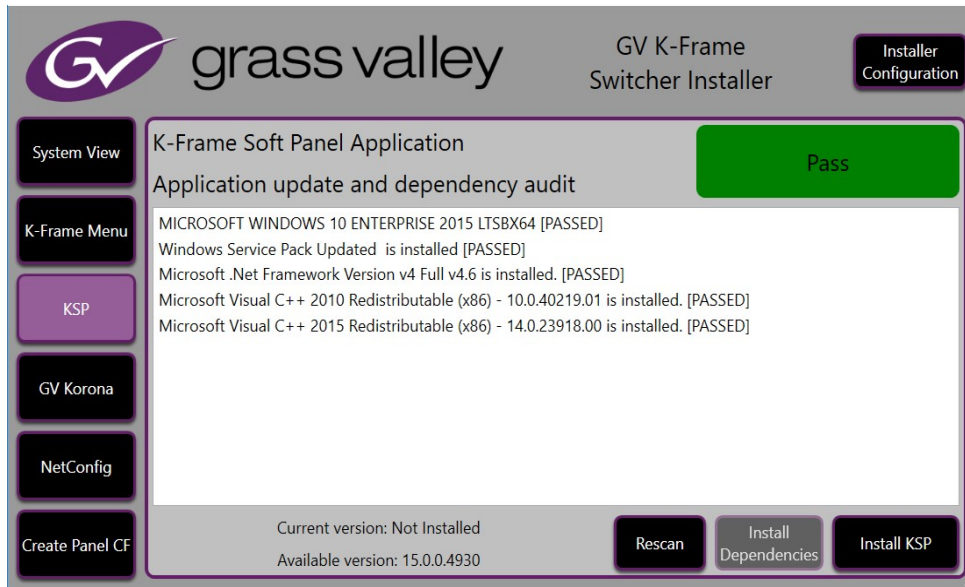 GV
grass valley
GV K-Frame
Switcher Installer
Installer
Configuration
System View
K-Frame Menu
KSP
GV Korona
NetConfig
Create Panel CF
K-Frame Soft Panel Application
Application update and dependency audit
Pass
MICROSOFT WINDOWS 10 ENTERPRISE 2015 LTSBX64 [PASSED]
Windows Service Pack Updated  is installed [PASSED]
Microsoft .Net Framework Version v4 Full v4.6 is installed. [PASSED]
Microsoft Visual C++ 2010 Redistributable (x86) - 10.0.40219.01 is installed. [PASSED]
Microsoft Visual C++ 2015 Redistributable (x86) - 14.0.23918.00 is installed. [PASSED]
Current version: Not Installed
Available version: 15.0.0.4930
Rescan
Install
Dependencies
Install KSP